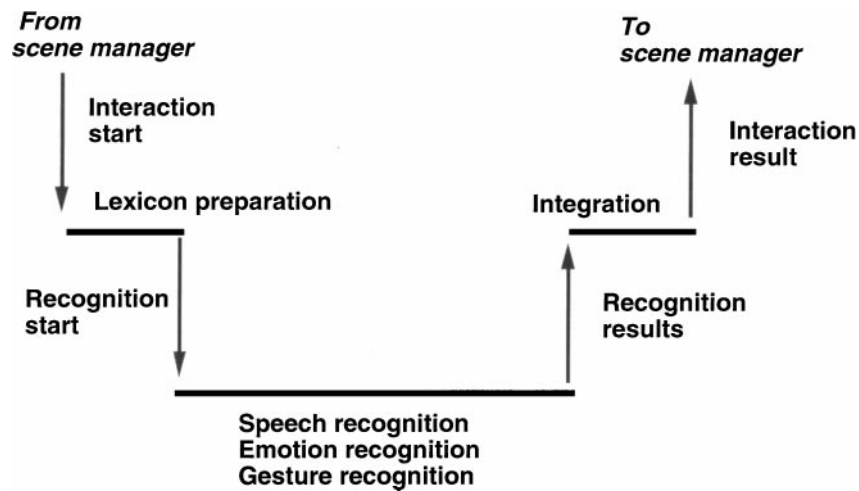 From
scene manager
To
scene manager
Interaction
start
Interaction
result
Lexicon preparation
Integration
Recognition
start
Recognition
results
Speech recognition
Emotion recognition
Gesture recognition